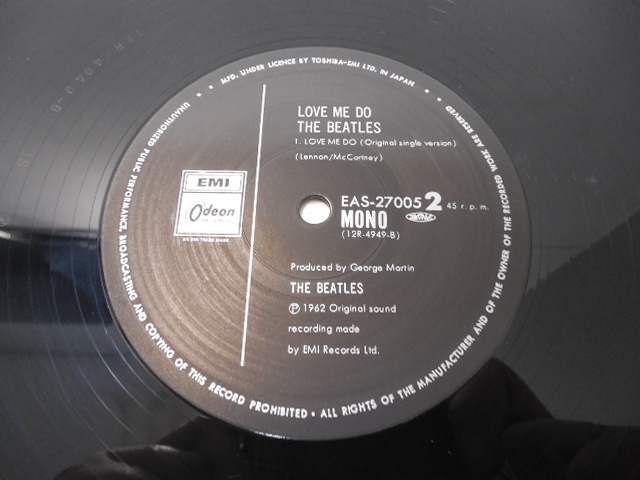 • MFG. UNDER LICENCE BY TOSHIBA-EMI LTD. IN JAPAN •
UNAUTHORIZED PUBLIC PERFORMANCE, BROADCASTING AND COPYING OF THIS RECORD PROHIBITED • ALL RIGHTS OF THE MANUFACTURER AND OF THE OWNER OF THE RECORDED WORK ARE RESERVED
LOVE ME DO
THE BEATLES
1. LOVE ME DO (Original single version)
(Lennon/McCartney)
EMI
Odeon
EAS-27005 2 45 r.p.m.
MONO
(12R-4949-B)
Produced by George Martin
THE BEATLES
Ⓟ 1962 Original sound
recording made
by EMI Records Ltd.